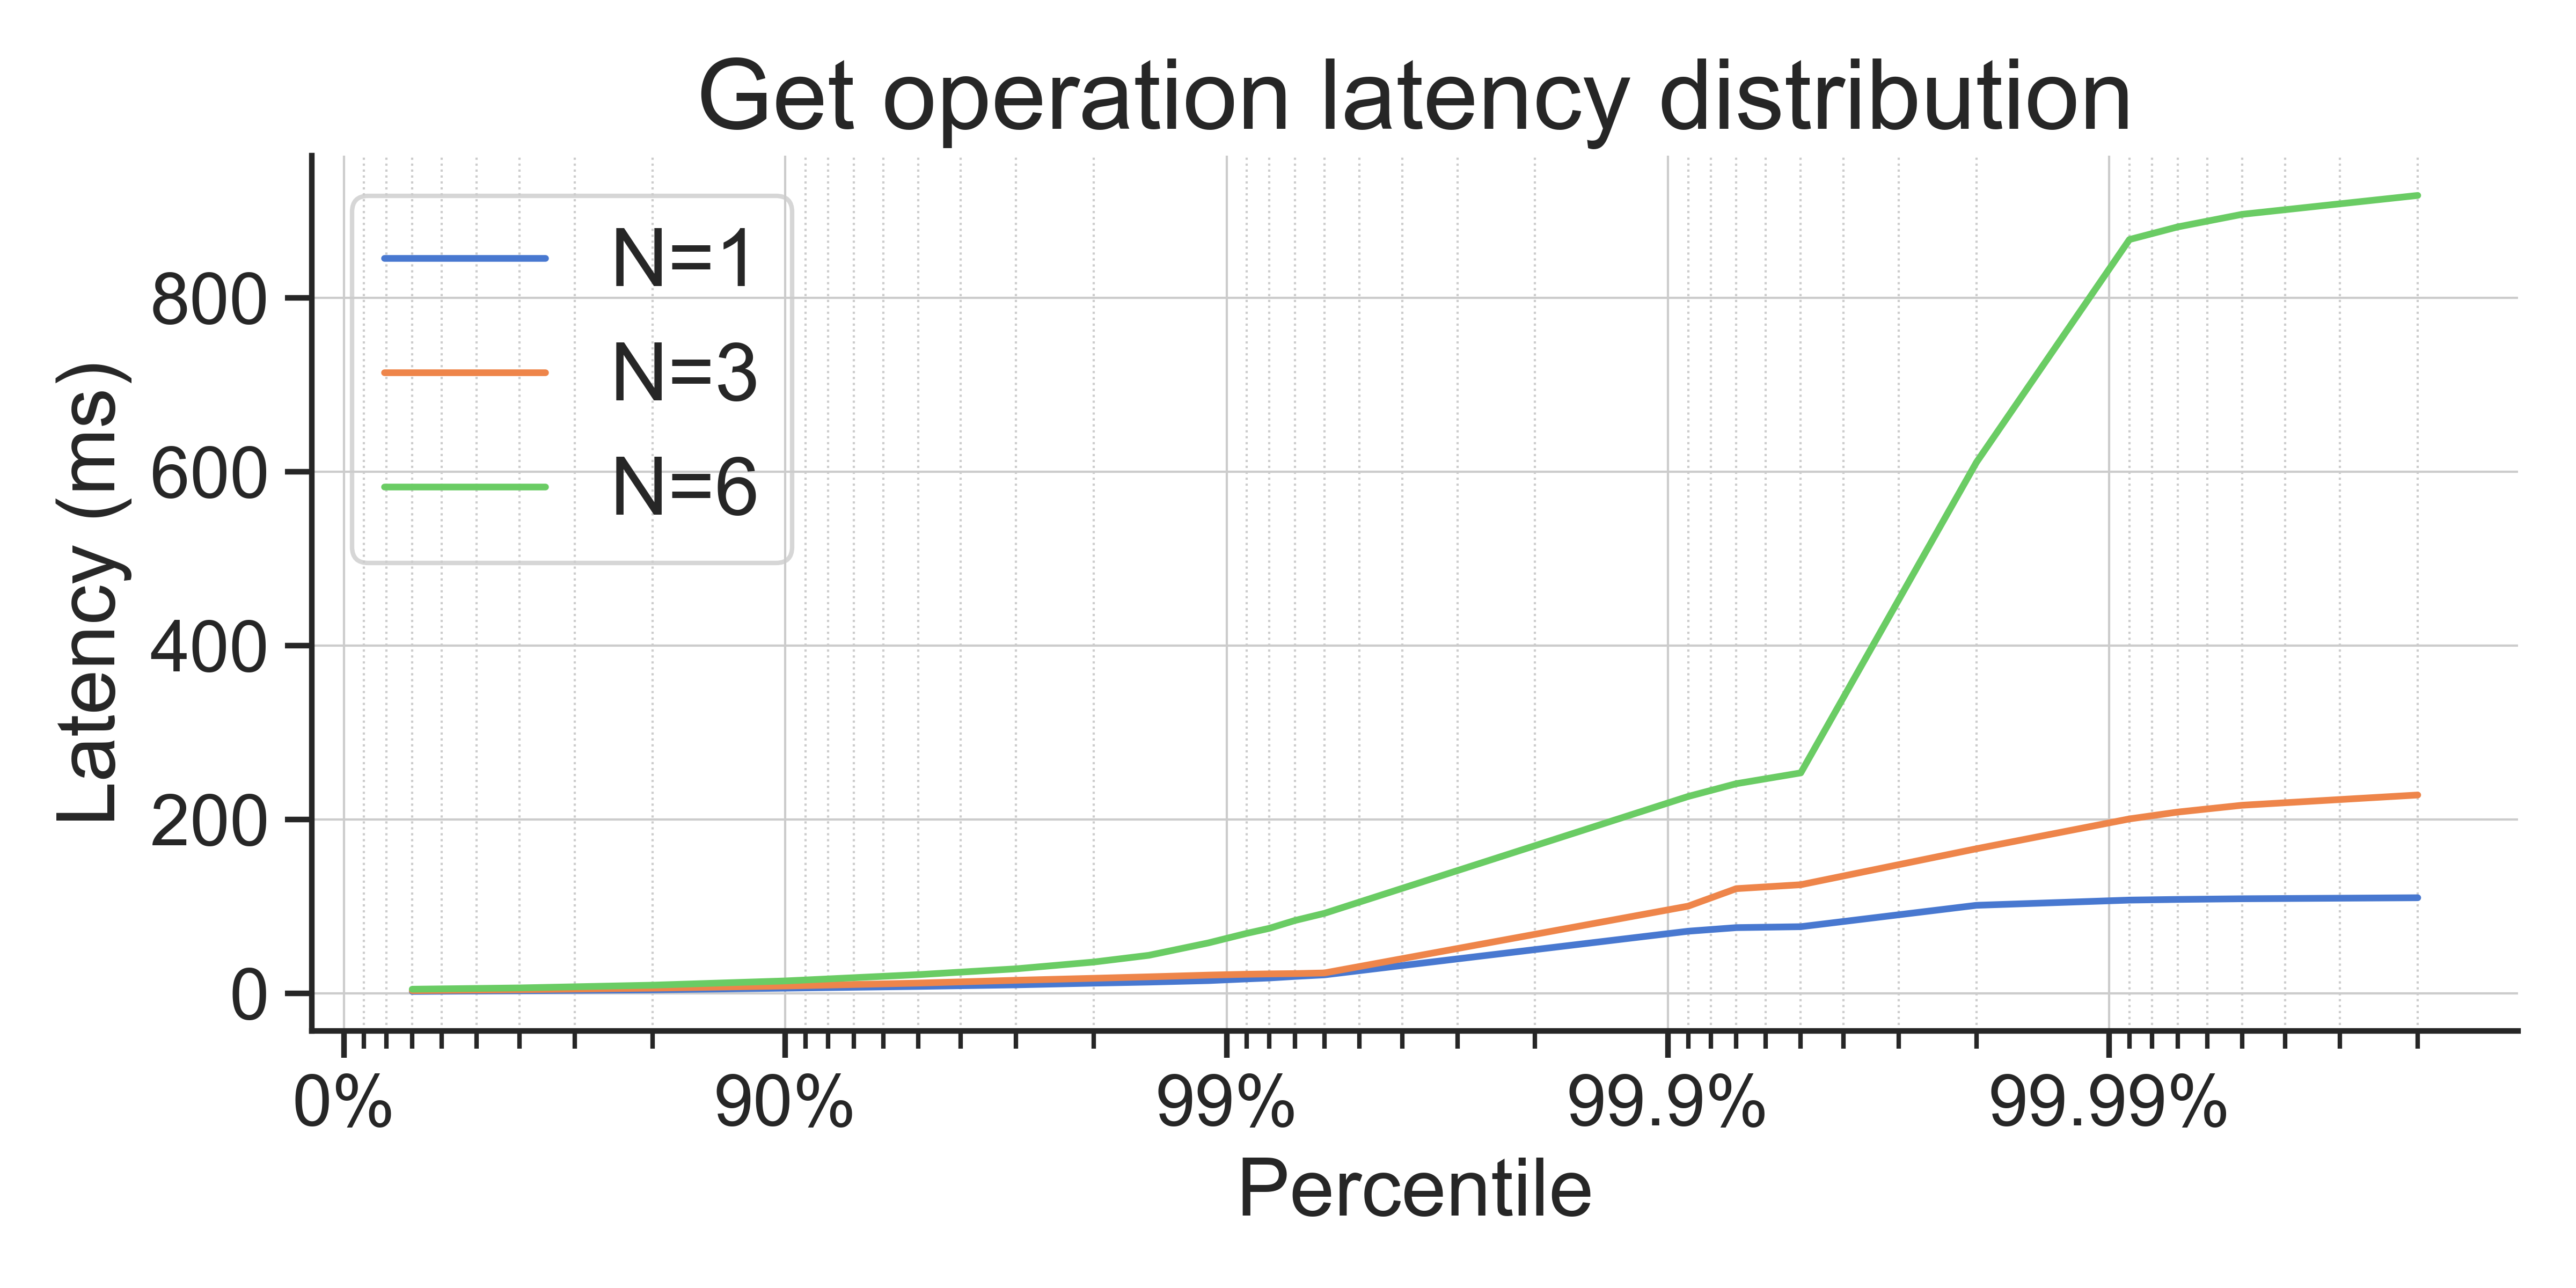 Get operation latency distribution
N=1
N=3
N=6
Latency (ms)
800
600
400
200
0
0% 90% 99% 99.9% 99.99%
Percentile